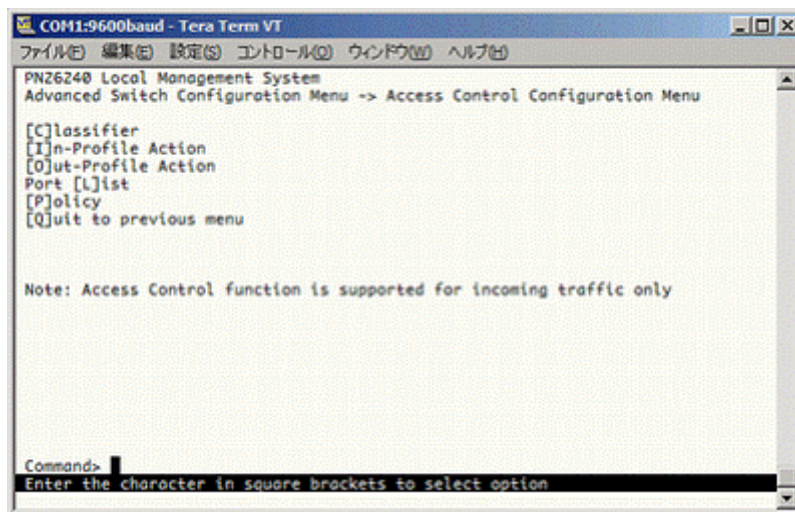 COM1:9600baud - Tera Term VT
ファイル(F) 編集(E) 設定(S) コントロール(O) ウィンドウ(W) ヘルプ(H)
PN26240 Local Management System
Advanced Switch Configuration Menu -> Access Control Configuration Menu
[C]lassifier
[I]n-Profile Action
[O]ut-Profile Action
Port [L]ist
[P]olicy
[Q]uit to previous menu
Note: Access Control function is supported for incoming traffic only
Command>
Enter the character in square brackets to select option